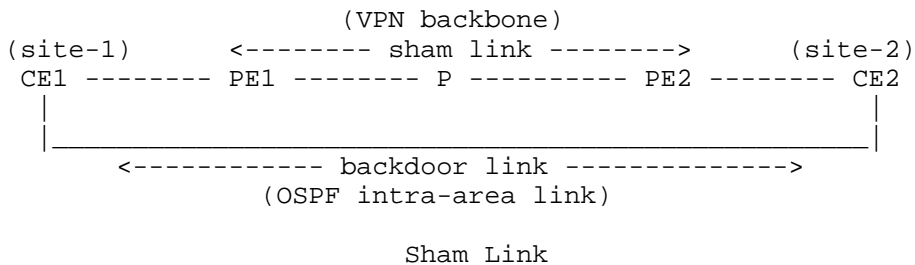 (VPN backbone)
(site-1) <-------- sham link --------> (site-2)
CE1 -------- PE1 -------- P ---------- PE2 -------- CE2
| |
|___________________________________________________|
<------------ backdoor link -------------->
(OSPF intra-area link)
Sham Link